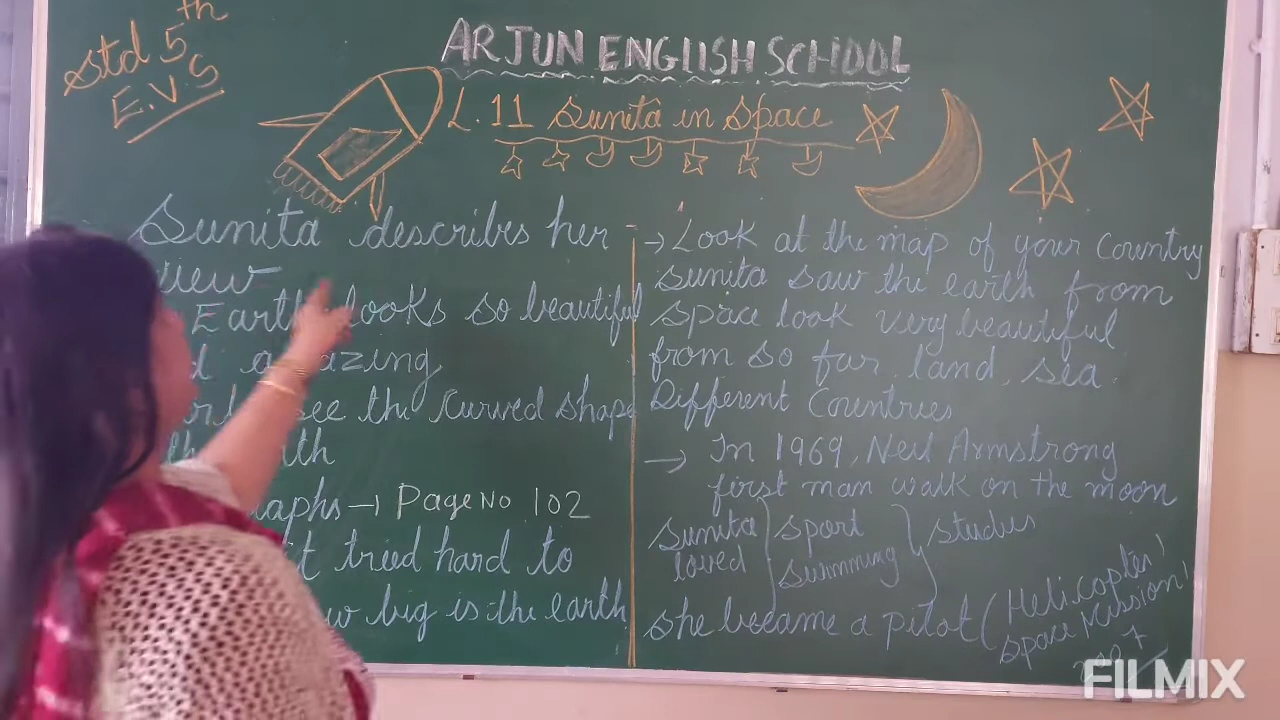 Std 5th
E.V.S
ARJUN ENGLISH SCHOOL
L.11 Sunita in Space
Sunita describes her
view
Earth looks so beautiful
amazing
see the curved shape
Page No 102
tried hard to
big is the earth
→ Look at the map of your Country
Sunita saw the earth from
space look very beautiful
from so far. land, sea.
Different Countries
→ In 1969, Neil Armstrong
first man walk on the moon
Sunita loved
sport swimming
studies
she became a pilot (Helicopter
space Mission
FILMIX